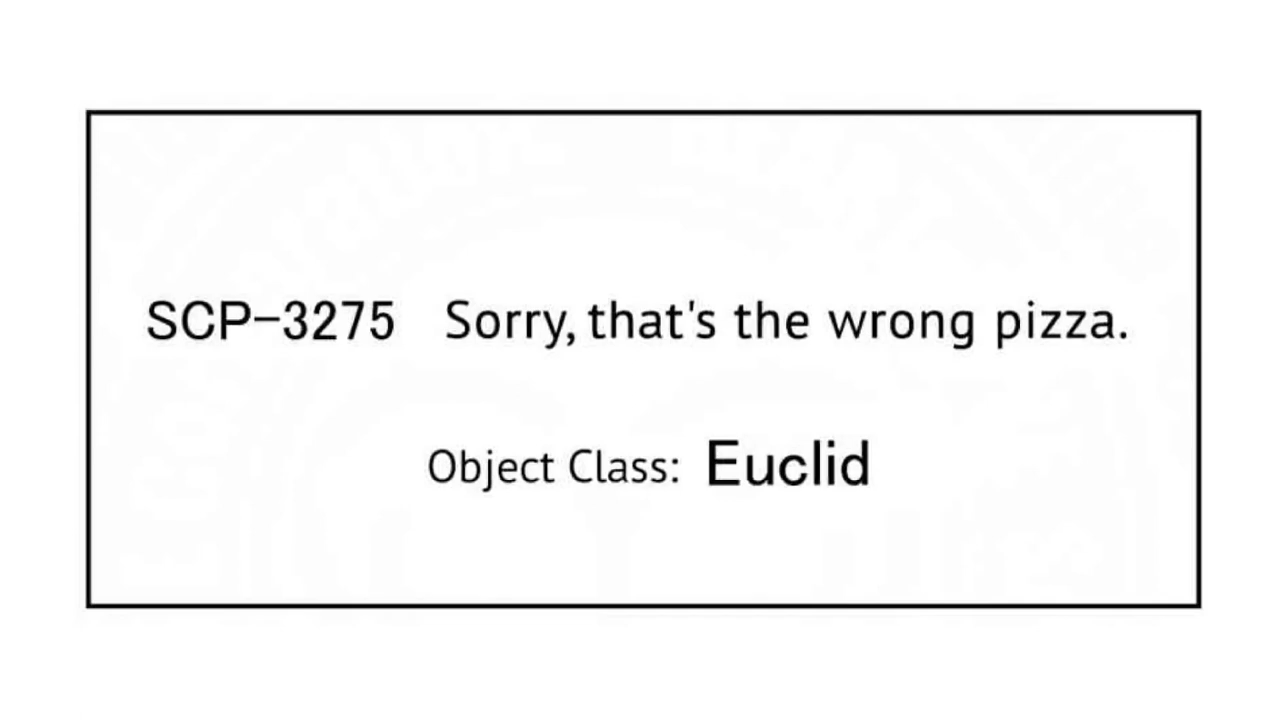 SCP-3275 Sorry, that's the wrong pizza.
Object Class: Euclid